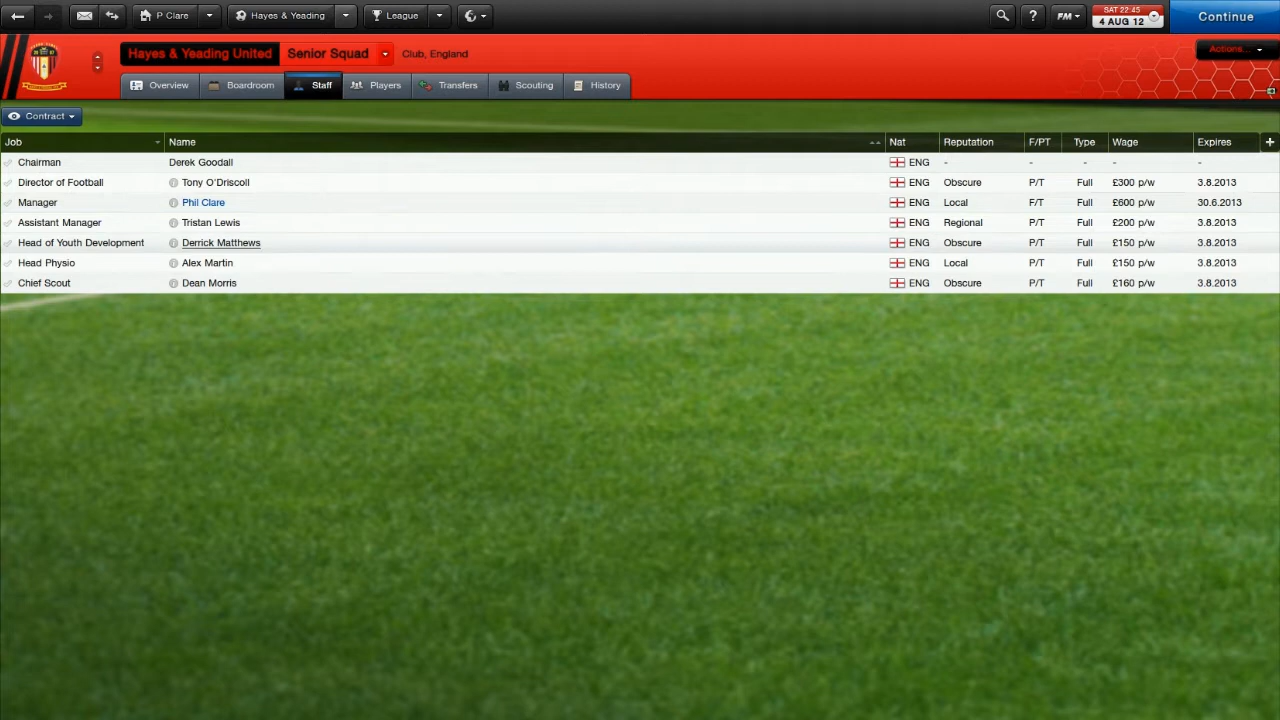 P Clare Hayes & Yeading League ? FM SAT 22:45 4 AUG 12 Continue
Hayes & Yeading United Senior Squad Club, England Actions...
Overview Boardroom Staff Players Transfers Scouting History
Contract
Job Name Nat Reputation F/PT Type Wage Expires +
Chairman Derek Goodall ENG - - - - -
Director of Football Tony O'Driscoll ENG Obscure P/T Full £300 p/w 3.8.2013
Manager Phil Clare ENG Local F/T Full £600 p/w 30.6.2013
Assistant Manager Tristan Lewis ENG Regional P/T Full £200 p/w 3.8.2013
Head of Youth Development Derrick Matthews ENG Obscure P/T Full £150 p/w 3.8.2013
Head Physio Alex Martin ENG Local P/T Full £150 p/w 3.8.2013
Chief Scout Dean Morris ENG Obscure P/T Full £160 p/w 3.8.2013